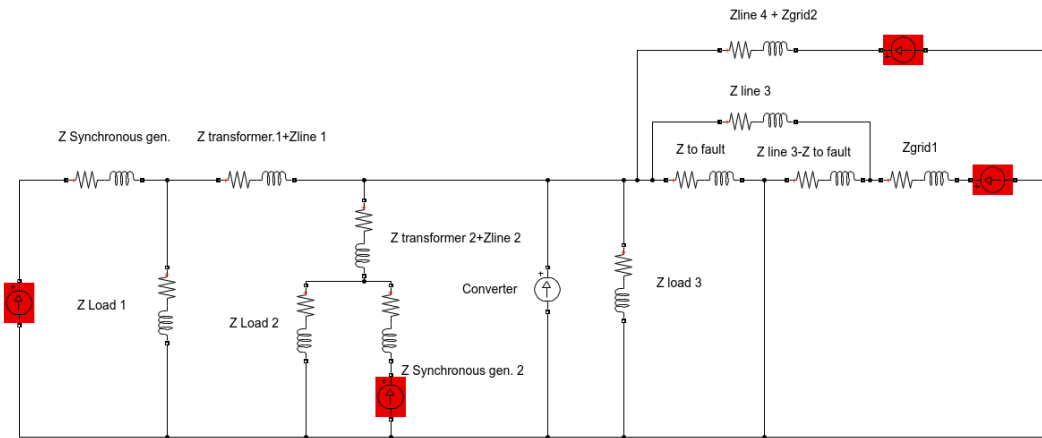 Zline 4 + Zgrid2
Z line 3
Z Synchronous gen.
Z transformer.1+Zline 1
Z to fault
Z line 3-Z to fault
Zgrid1
Z transformer 2+Zline 2
Z Load 1
Z Load 2
Converter
Z load 3
Z Synchronous gen. 2